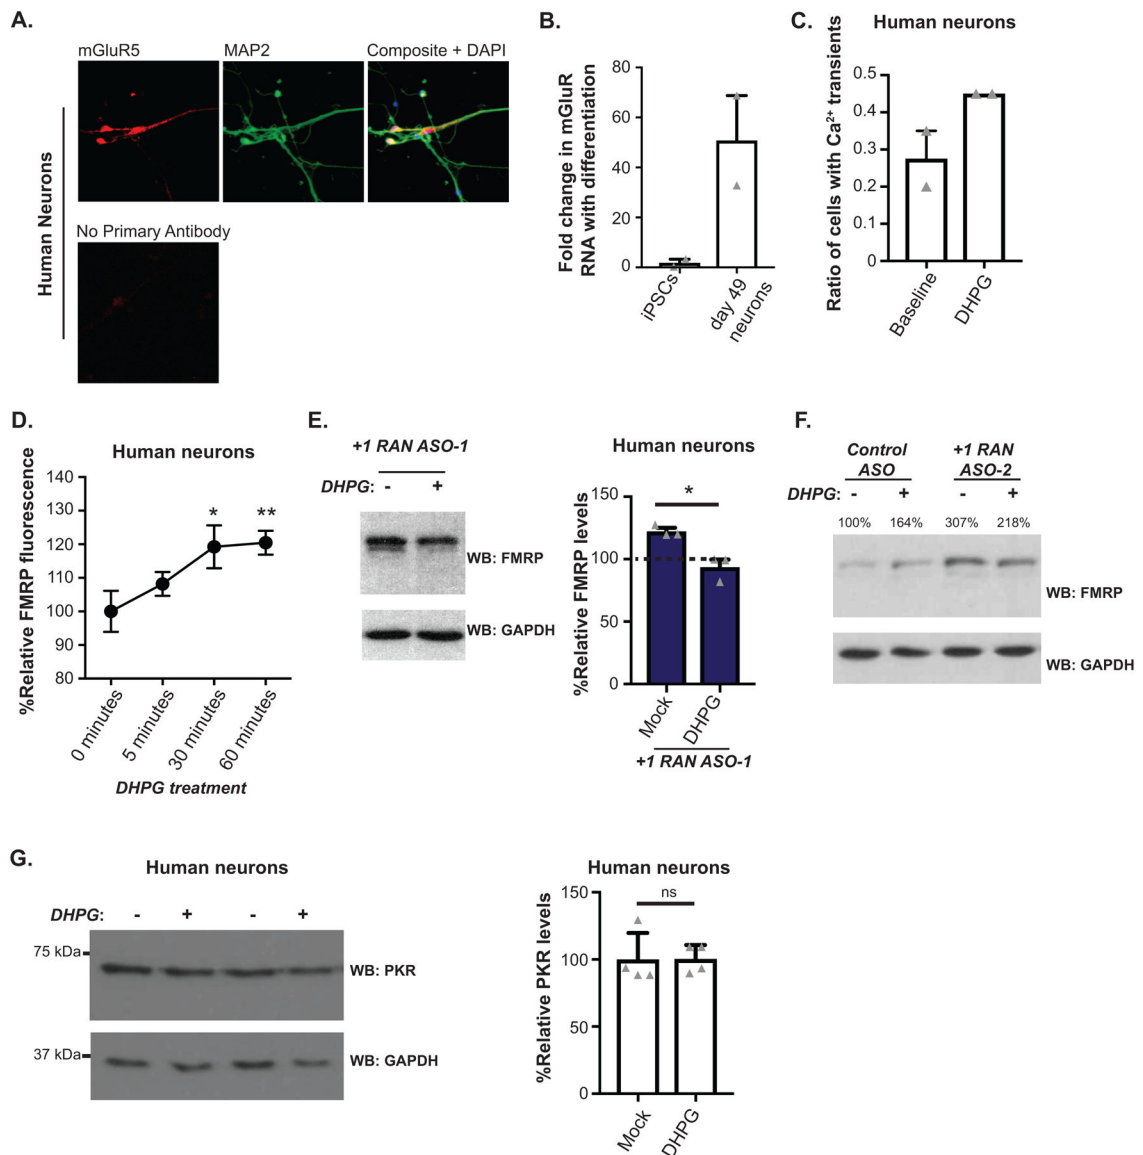 A.
mGluR5 MAP2 Composite + DAPI
Human Neurons
No Primary Antibody
B.
Fold change in mGluR
RNA with differentiation
80
60
40
20
0
iPSCs
day 49
neurons
C.
Human neurons
Ratio of cells with Ca²⁺ transients
0.5
0.4
0.3
0.2
0.1
0.0
Baseline
DHPG
D.
Human neurons
%Relative FMRP fluorescence
140
130
120
110
100
90
80
* **
0 minutes
5 minutes
30 minutes
60 minutes
DHPG treatment
E.
+1 RAN ASO-1
DHPG: - +
WB: FMRP
WB: GAPDH
Human neurons
%Relative FMRP levels
150
100
50
0
*
Mock
DHPG
+1 RAN ASO-1
F.
Control
ASO
+1 RAN
ASO-2
DHPG: - + - +
100% 164% 307% 218%
WB: FMRP
WB: GAPDH
G.
Human neurons
DHPG: - + - +
75 kDa
WB: PKR
37 kDa
WB: GAPDH
Human neurons
%Relative PKR levels
150
100
50
0
ns
Mock
DHPG